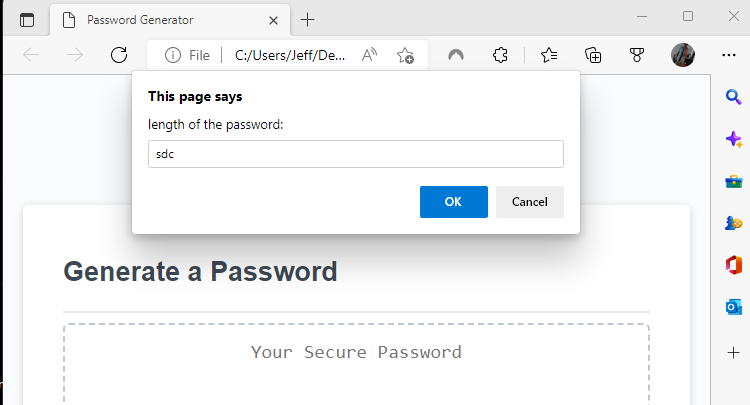 Password Generator
File
C:/Users/Jeff/De...
This page says
length of the password:
sdc
OK
Cancel
Generate a Password
Your Secure Password